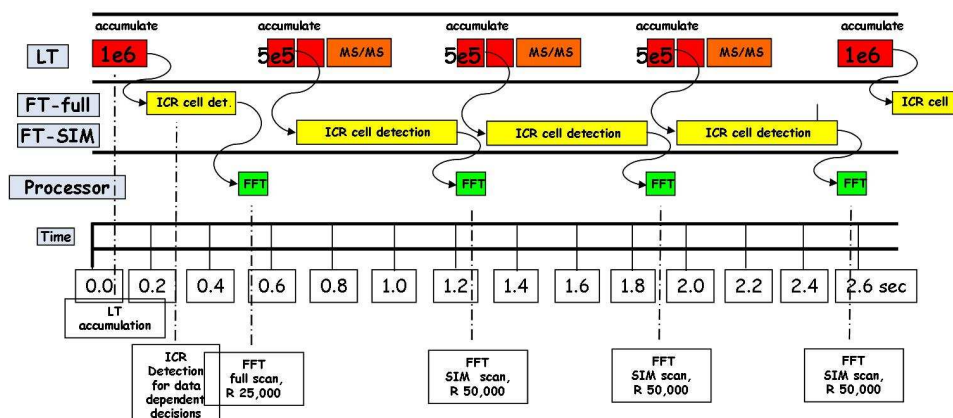 accumulate accumulate accumulate accumulate accumulate
LT 1e6 5e5 MS/MS 5e5 MS/MS 5e5 MS/MS 1e6
FT-full ICR cell det. ICR cell
FT-SIM ICR cell detection ICR cell detection ICR cell detection
Processor FFT FFT FFT FFT
Time
0.0 0.2 0.4 0.6 0.8 1.0 1.2 1.4 1.6 1.8 2.0 2.2 2.4 2.6 sec
LT
accumulation
ICR
Detection
for data
dependent
decisions
FFT
full scan,
R 25,000
FFT
SIM scan,
R 50,000
FFT
SIM scan,
R 50,000
FFT
SIM scan,
R 50,000